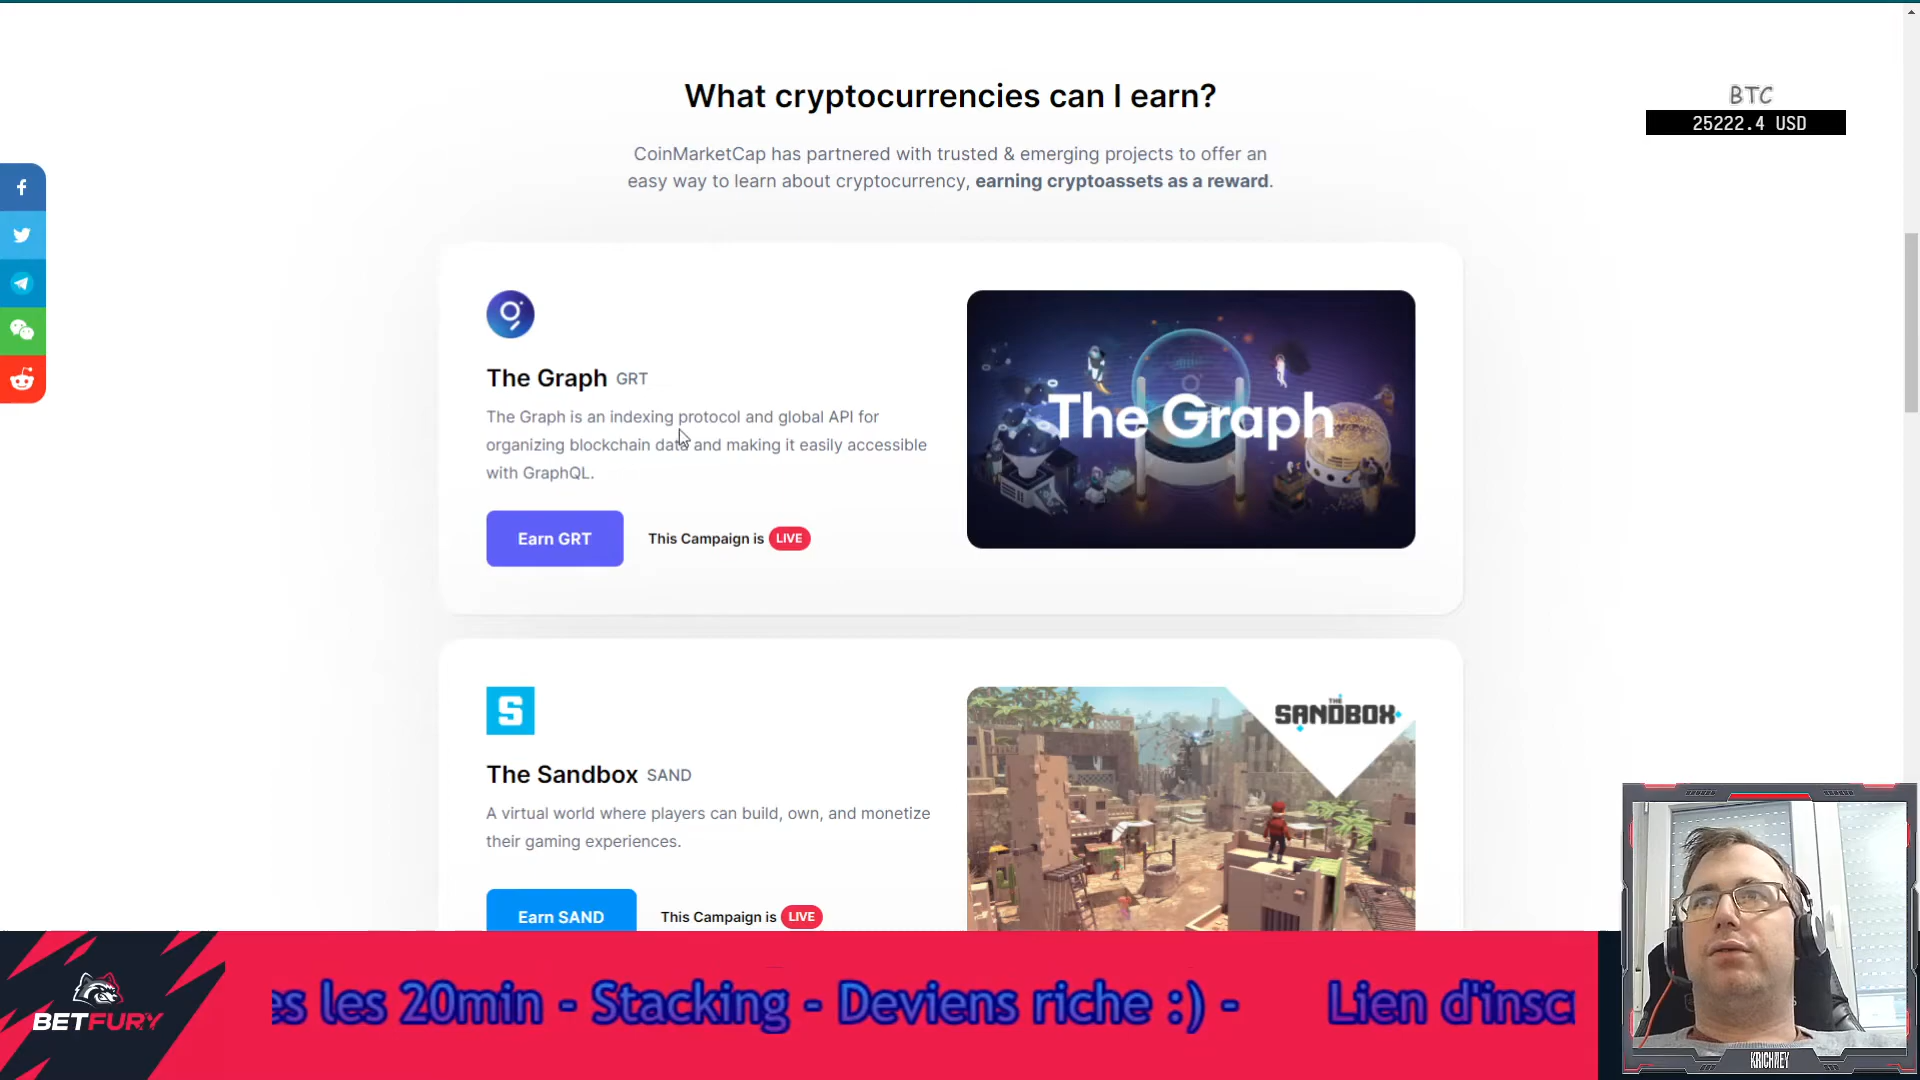 What cryptocurrencies can I earn?
CoinMarketCap has partnered with trusted & emerging projects to offer an
easy way to learn about cryptocurrency, earning cryptoassets as a reward.
BTC
25222.4 USD
The Graph GRT
The Graph is an indexing protocol and global API for
organizing blockchain data and making it easily accessible
with GraphQL.
Earn GRT
This Campaign is LIVE
The Graph
The Sandbox SAND
A virtual world where players can build, own, and monetize
their gaming experiences.
Earn SAND
This Campaign is LIVE
THE
SANDBOX
BETFURY
es les 20min - Stacking - Deviens riche :) - Lien d'insc
KRICHMEY